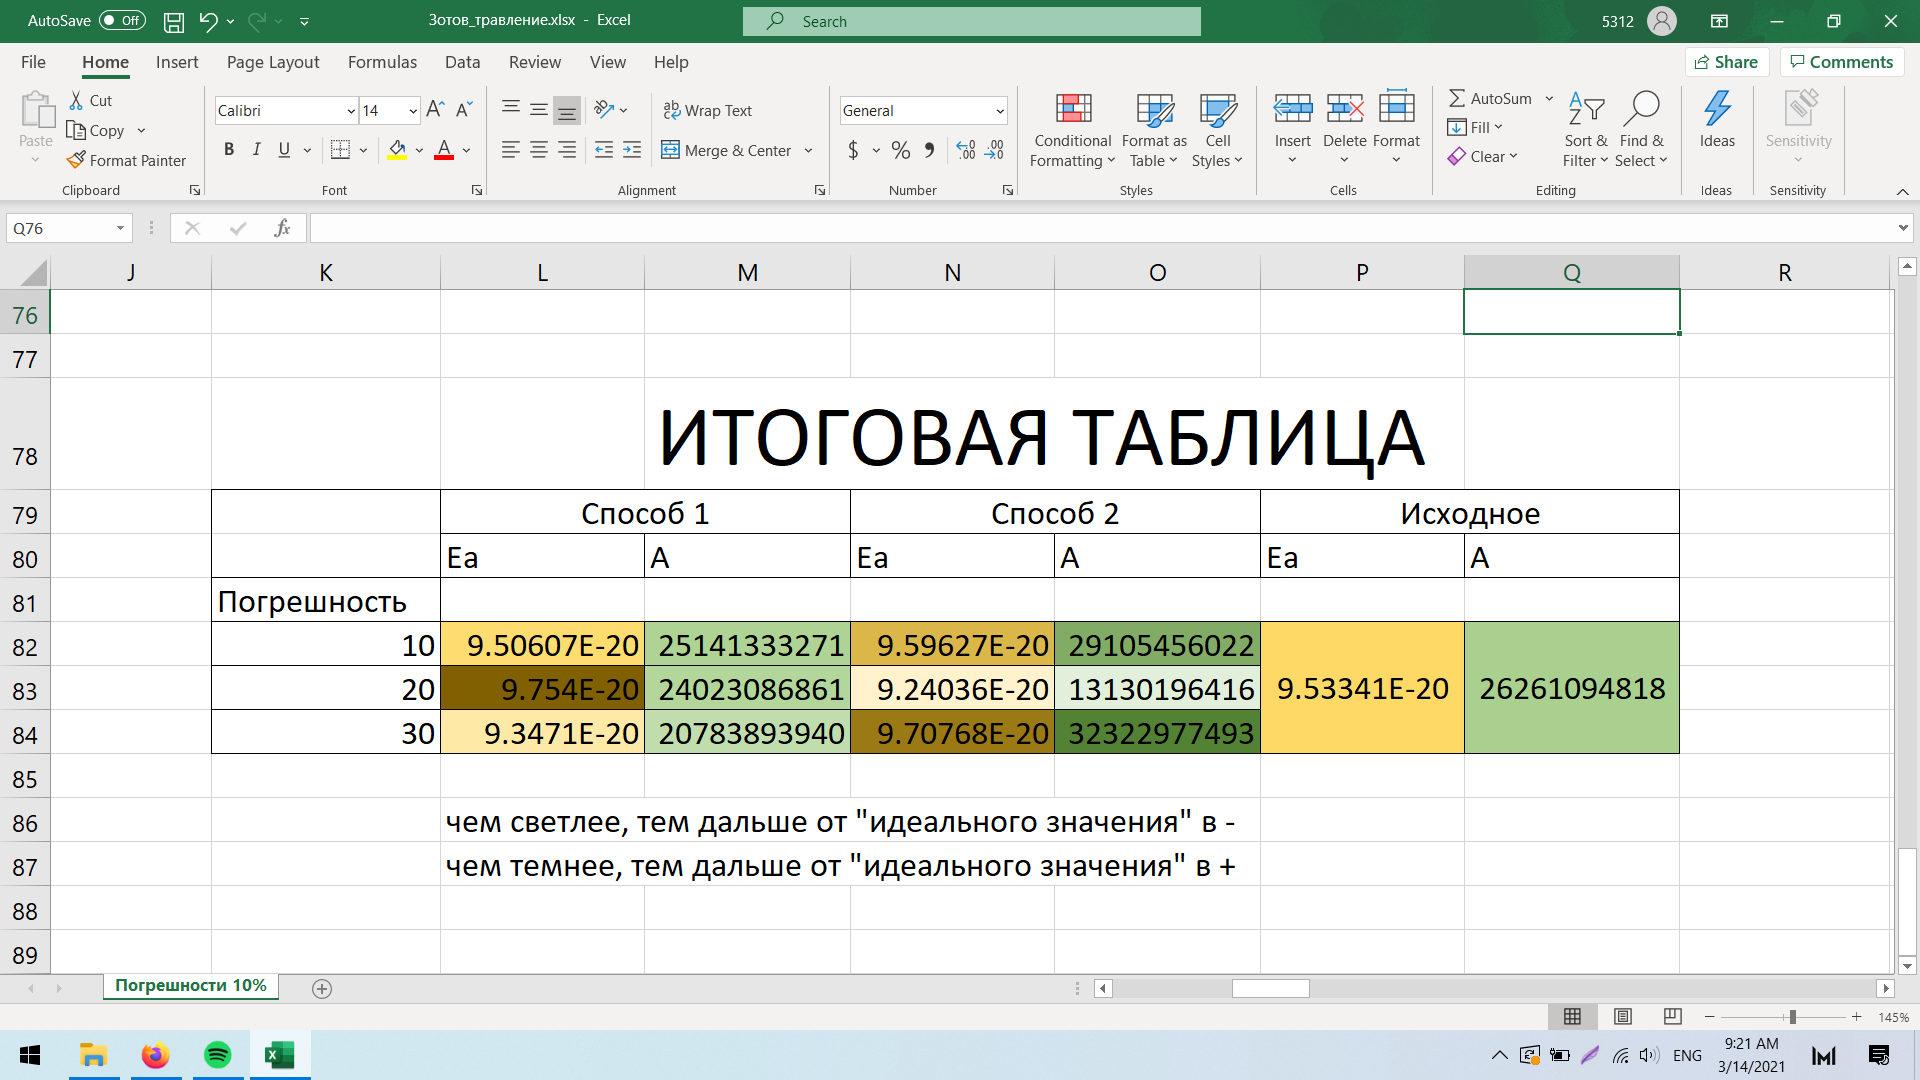 AutoSave Off Зотов_травление.xlsx - Excel Search 5312
File Home Insert Page Layout Formulas Data Review View Help Share Comments
Paste Cut Copy Format Painter Clipboard
Calibri 14 A A B I U A Font
ab Wrap Text Merge & Center Alignment
General $ % 9 .00 .00 Number
Conditional Formatting Format as Table Cell Styles Styles
Insert Delete Format Cells
AutoSum Fill Clear Sort & Filter Find & Select Editing
Ideas Ideas
Sensitivity Sensitivity
Q76 fx
J K L M N O P Q R
76
77
78 ИТОГОВАЯ ТАБЛИЦА
79 Способ 1 Способ 2 Исходное
80 Ea A Ea A Ea A
81 Погрешность
82 10 9.50607E-20 25141333271 9.59627E-20 29105456022
83 20 9.754E-20 24023086861 9.24036E-20 13130196416 9.53341E-20 26261094818
84 30 9.3471E-20 20783893940 9.70768E-20 32322977493
85
86 чем светлее, тем дальше от "идеального значения" в -
87 чем темнее, тем дальше от "идеального значения" в +
88
89
Погрешности 10%
145%
ENG 9:21 AM
3/14/2021